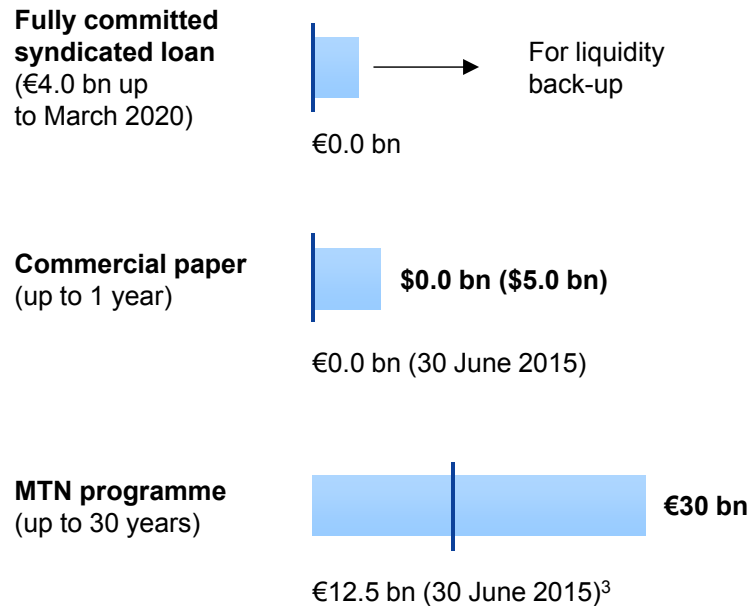 Fully committed
syndicated loan
(€4.0 bn up
to March 2020)
For liquidity
back-up
€0.0 bn
Commercial paper
(up to 1 year)
$0.0 bn ($5.0 bn)
€0.0 bn (30 June 2015)
MTN programme
(up to 30 years)
€30 bn
€12.5 bn (30 June 2015)³